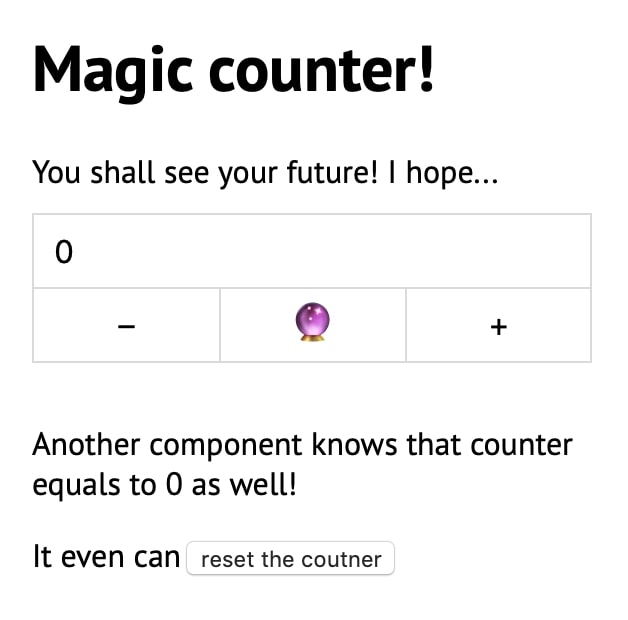 Magic counter!
You shall see your future! I hope...
0
− +
Another component knows that counter
equals to 0 as well!
It even can reset the coutner